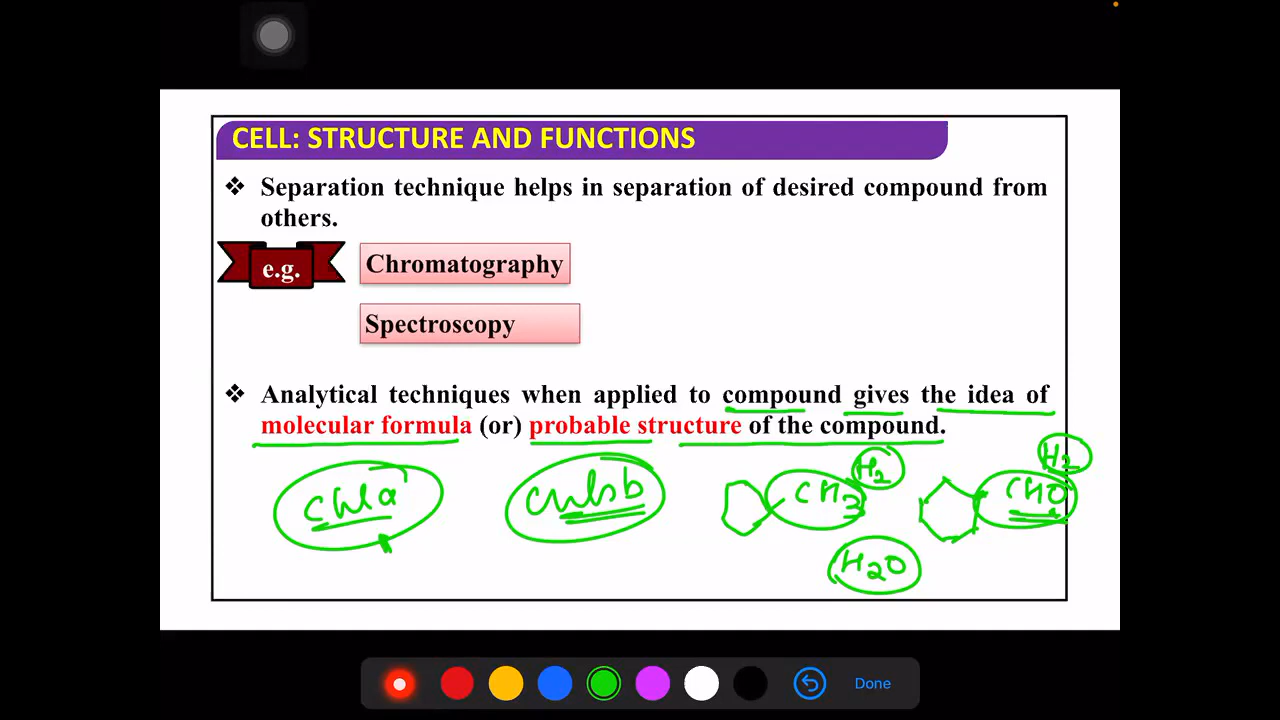 CELL: STRUCTURE AND FUNCTIONS
❖ Separation technique helps in separation of desired compound from
others.
e.g. Chromatography
Spectroscopy
❖ Analytical techniques when applied to compound gives the idea of
molecular formula (or) probable structure of the compound.
H2
H2
chla
CH3
CHO
H2O
Done